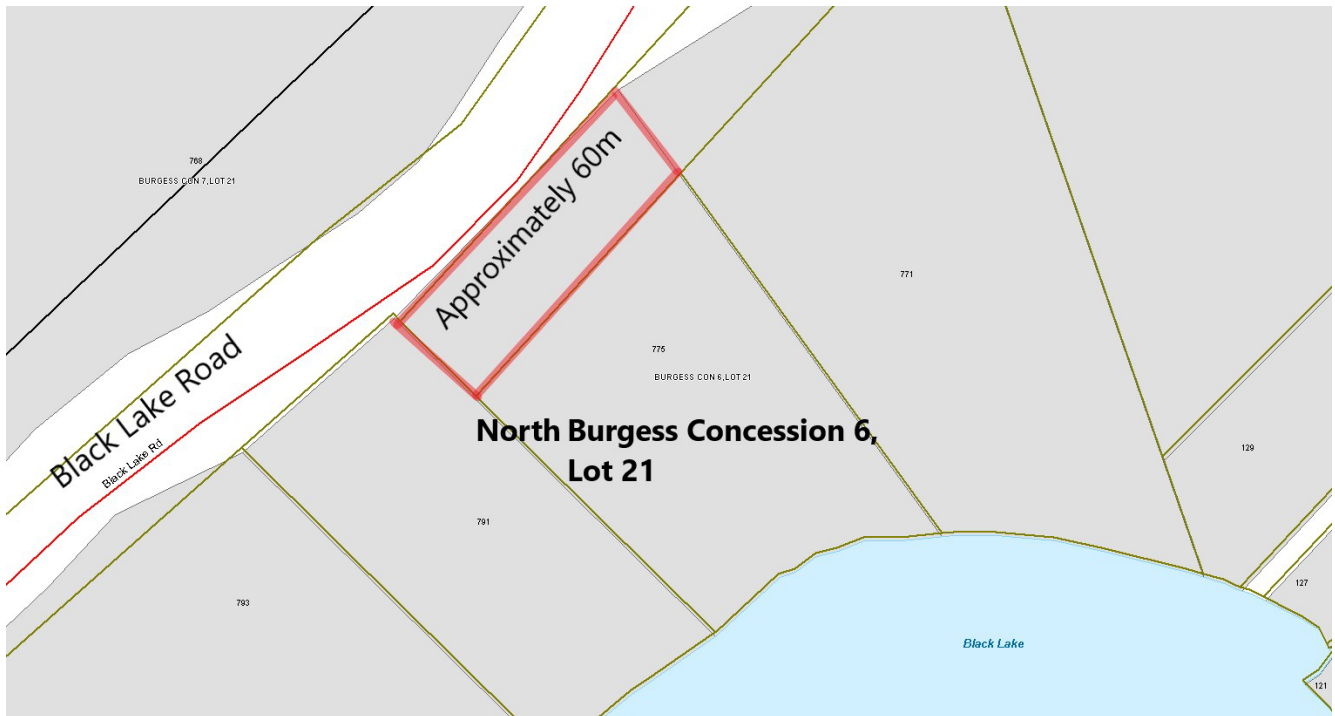 768
BURGESS CON 7, LOT 21
Approximately 60m
771
775
BURGESS CON 6, LOT 21
Black Lake Road
Black Lake Rd
North Burgess Concession 6,
Lot 21
129
791
793
127
Black Lake
121